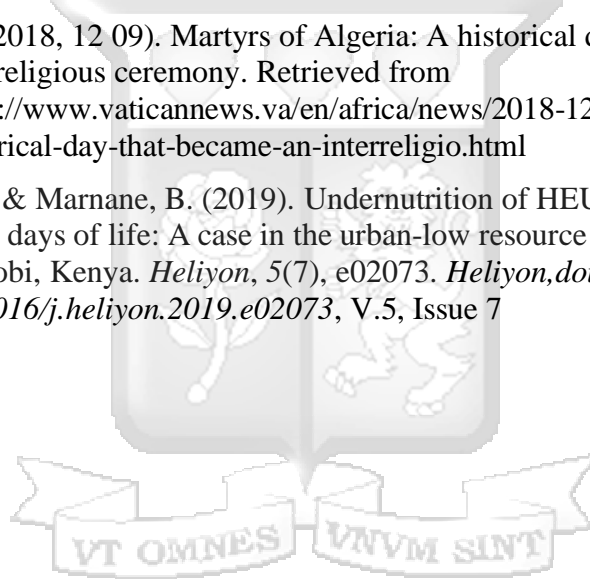 2018, 12 09). Martyrs of Algeria: A historical
religious ceremony. Retrieved from
://www.vaticannews.va/en/africa/news/2018-12
rical-day-that-became-an-interreligio.html
& Marnane, B. (2019). Undernutrition of HEU
days of life: A case in the urban-low resource
obi, Kenya. Heliyon, 5(7), e02073. Heliyon,doi
016/j.heliyon.2019.e02073, V.5, Issue 7
VT OMNES VNVM SINT